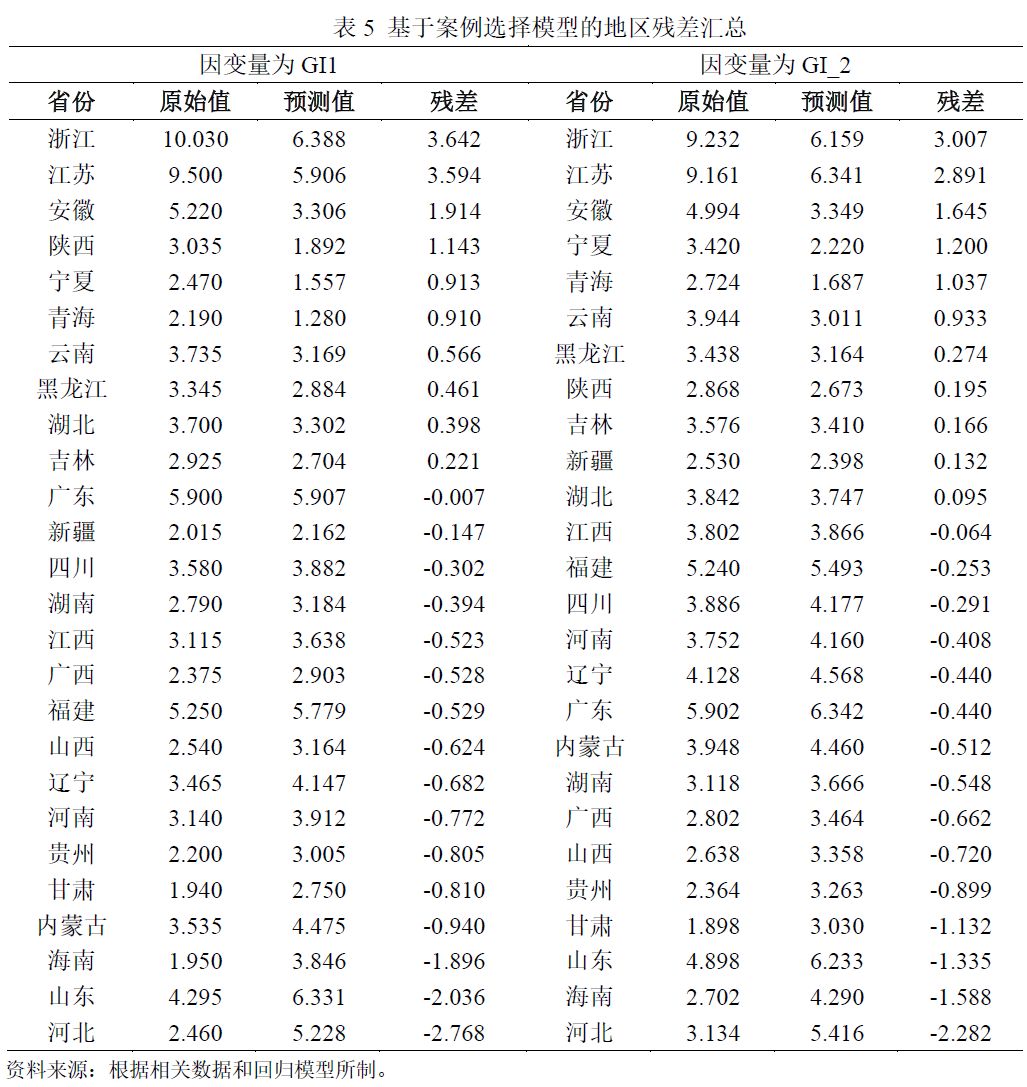 表 5 基于案例选择模型的地区残差汇总
因变量为 GI1 因变量为 GI_2
省份 原始值 预测值 残差 省份 原始值 预测值 残差
浙江 10.030 6.388 3.642 浙江 9.232 6.159 3.007
江苏 9.500 5.906 3.594 江苏 9.161 6.341 2.891
安徽 5.220 3.306 1.914 安徽 4.994 3.349 1.645
陕西 3.035 1.892 1.143 宁夏 3.420 2.220 1.200
宁夏 2.470 1.557 0.913 青海 2.724 1.687 1.037
青海 2.190 1.280 0.910 云南 3.944 3.011 0.933
云南 3.735 3.169 0.566 黑龙江 3.438 3.164 0.274
黑龙江 3.345 2.884 0.461 陕西 2.868 2.673 0.195
湖北 3.700 3.302 0.398 吉林 3.576 3.410 0.166
吉林 2.925 2.704 0.221 新疆 2.530 2.398 0.132
广东 5.900 5.907 -0.007 湖北 3.842 3.747 0.095
新疆 2.015 2.162 -0.147 江西 3.802 3.866 -0.064
四川 3.580 3.882 -0.302 福建 5.240 5.493 -0.253
湖南 2.790 3.184 -0.394 四川 3.886 4.177 -0.291
江西 3.115 3.638 -0.523 河南 3.752 4.160 -0.408
广西 2.375 2.903 -0.528 辽宁 4.128 4.568 -0.440
福建 5.250 5.779 -0.529 广东 5.902 6.342 -0.440
山西 2.540 3.164 -0.624 内蒙古 3.948 4.460 -0.512
辽宁 3.465 4.147 -0.682 湖南 3.118 3.666 -0.548
河南 3.140 3.912 -0.772 广西 2.802 3.464 -0.662
贵州 2.200 3.005 -0.805 山西 2.638 3.358 -0.720
甘肃 1.940 2.750 -0.810 贵州 2.364 3.263 -0.899
内蒙古 3.535 4.475 -0.940 甘肃 1.898 3.030 -1.132
海南 1.950 3.846 -1.896 山东 4.898 6.233 -1.335
山东 4.295 6.331 -2.036 海南 2.702 4.290 -1.588
河北 2.460 5.228 -2.768 河北 3.134 5.416 -2.282
资料来源：根据相关数据和回归模型所制。